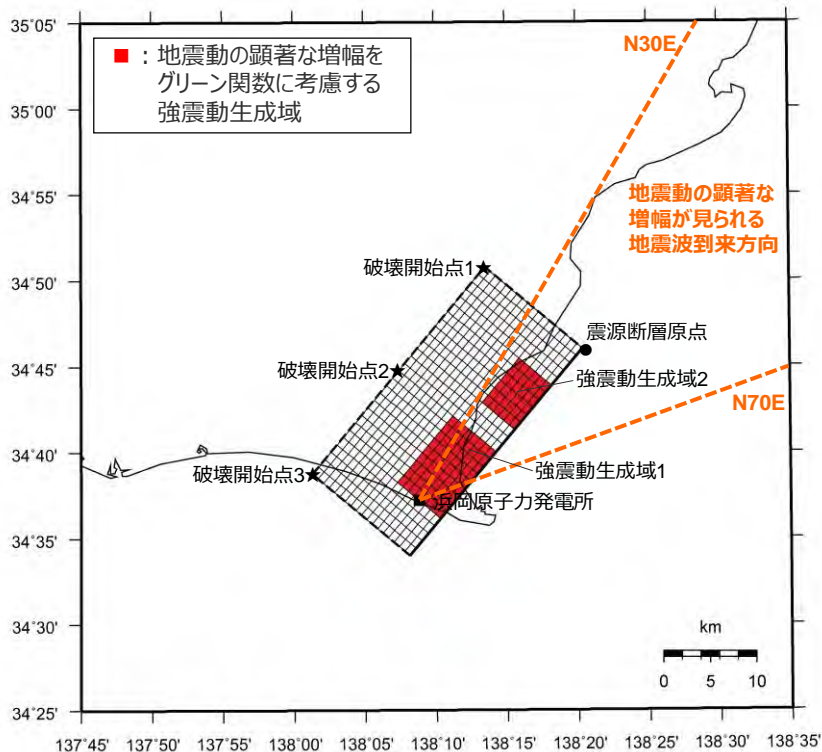 35°05'
35°00'
34°55'
34°50'
34°45'
34°40'
34°35'
34°30'
34°25'
137°45'
137°50'
137°55'
138°00'
138°05'
138°10'
138°15'
138°20'
138°25'
138°30'
138°35'
■：地震動の顕著な増幅を
グリーン関数に考慮する
強震動生成域
N30E
地震動の顕著な
増幅が見られる
地震波到来方向
破壊開始点1
震源断層原点
破壊開始点2
強震動生成域2
N70E
破壊開始点3
強震動生成域1
浜岡原子力発電所
km
0 5 10